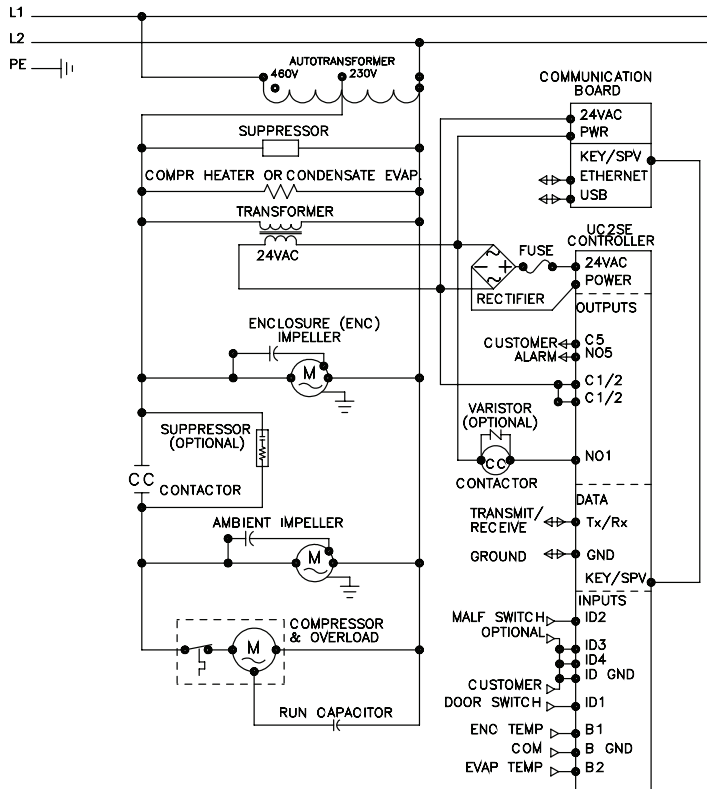 L1
L2
PE
AUTOTRANSFORMER
460V
230V
SUPPRESSOR
COMPR HEATER OR CONDENSATE EVAP.
TRANSFORMER
24VAC
COMMUNICATION
BOARD
24VAC
PWR
KEY/SPV
ETHERNET
USB
UC2SE
CONTROLLER
FUSE
24VAC
POWER
RECTIFIER
OUTPUTS
ENCLOSURE (ENC)
IMPELLER
M
CUSTOMER
ALARM
C5
NO5
C1/2
C1/2
SUPPRESSOR
(OPTIONAL)
CC
CONTACTOR
VARISTOR
(OPTIONAL)
CC
CONTACTOR
NO1
DATA
TRANSMIT/
RECEIVE
Tx/Rx
GROUND
GND
KEY/SPV
AMBIENT IMPELLER
M
COMPRESSOR
& OVERLOAD
M
RUN CAPACITOR
INPUTS
MALF SWITCH
ID2
OPTIONAL
ID3
ID4
ID GND
CUSTOMER
DOOR SWITCH
ID1
ENC TEMP
B1
COM
B GND
EVAP TEMP
B2